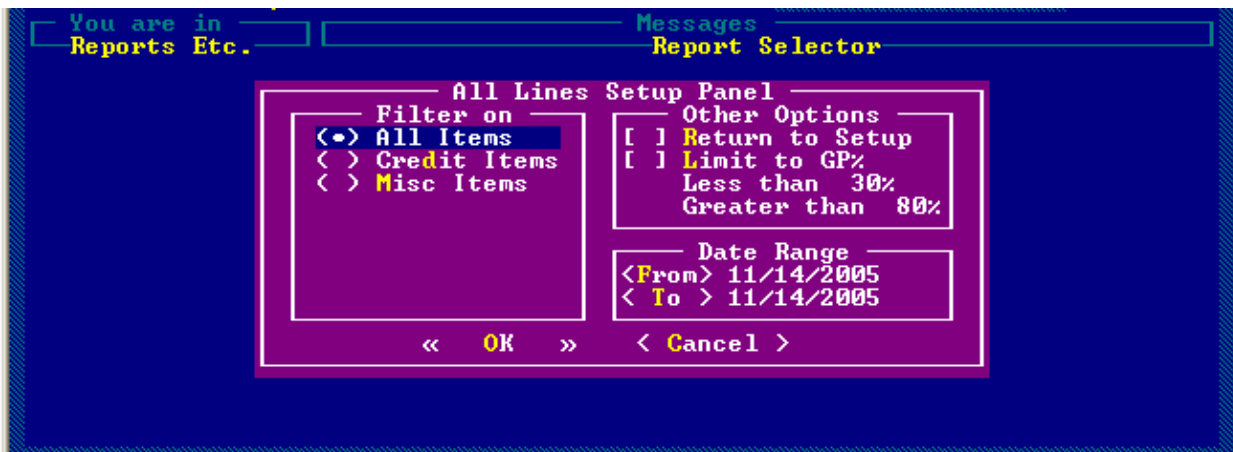 You are in
Reports Etc.
Messages
Report Selector
All Lines Setup Panel
Filter on
(•) All Items
( ) Credit Items
( ) Misc Items
Other Options
[ ] Return to Setup
[ ] Limit to GP%
Less than 30%
Greater than 80%
Date Range
<From> 11/14/2005
< To > 11/14/2005
« OK »
< Cancel >